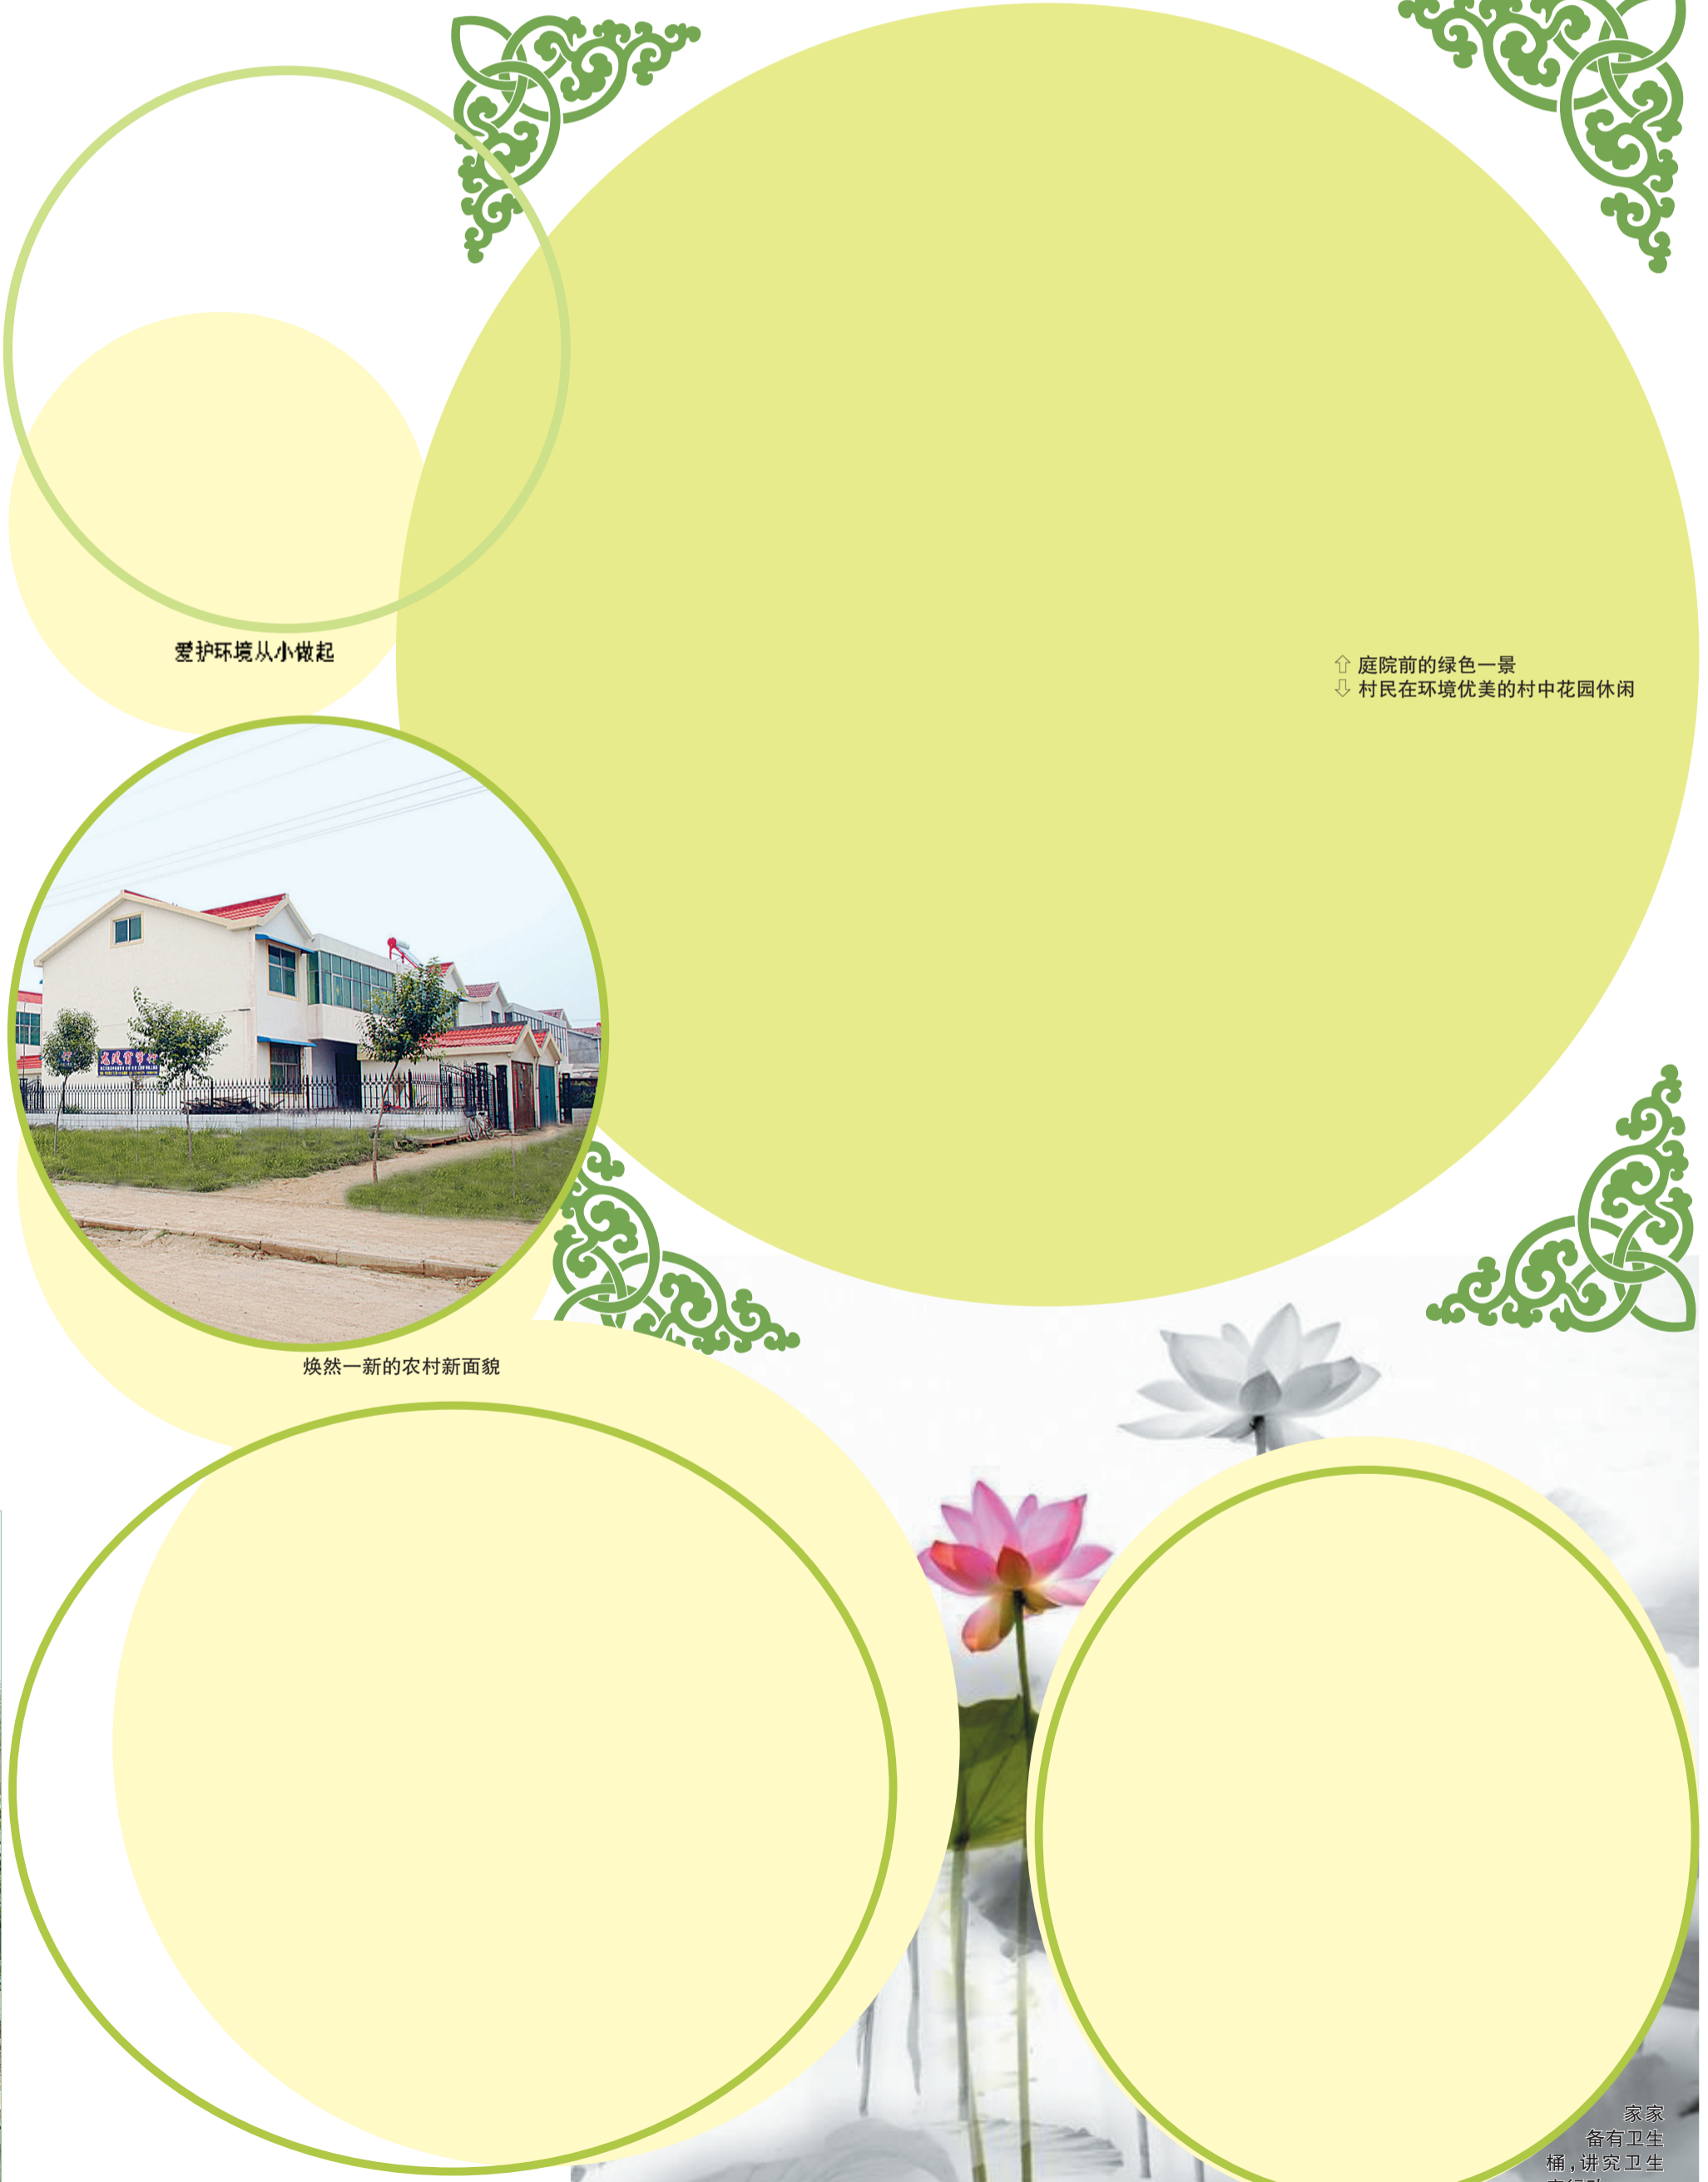 爱护环境从小做起
⇧ 庭院前的绿色一景
⇩ 村民在环境优美的村中花园休闲
焕然一新的农村新面貌
家家
备有卫生
桶,讲究卫生